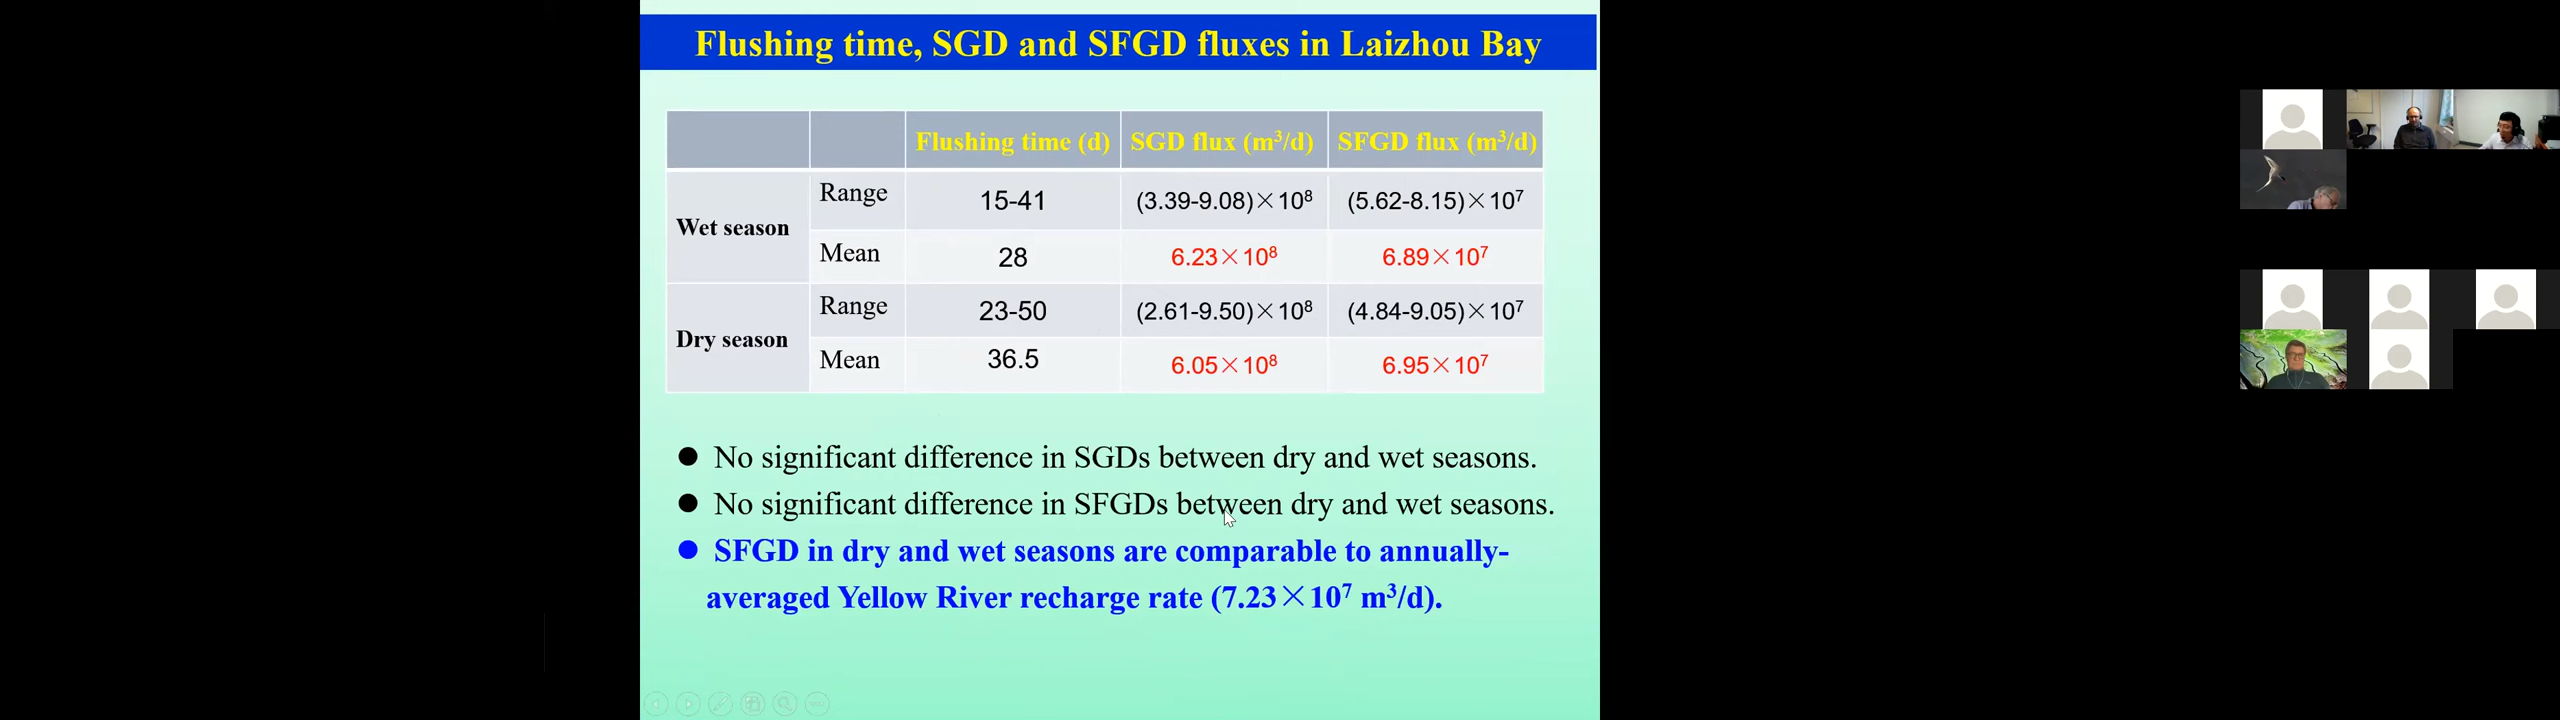 Flushing time, SGD and SFGD fluxes in Laizhou Bay
Flushing time (d) SGD flux (m³/d) SFGD flux (m³/d)
Wet season
Range 15-41 (3.39-9.08)×10⁸ (5.62-8.15)×10⁷
Mean 28 6.23×10⁸ 6.89×10⁷
Dry season
Range 23-50 (2.61-9.50)×10⁸ (4.84-9.05)×10⁷
Mean 36.5 6.05×10⁸ 6.95×10⁷
● No significant difference in SGDs between dry and wet seasons.
● No significant difference in SFGDs between dry and wet seasons.
● SFGD in dry and wet seasons are comparable to annually-
averaged Yellow River recharge rate (7.23×10⁷ m³/d).